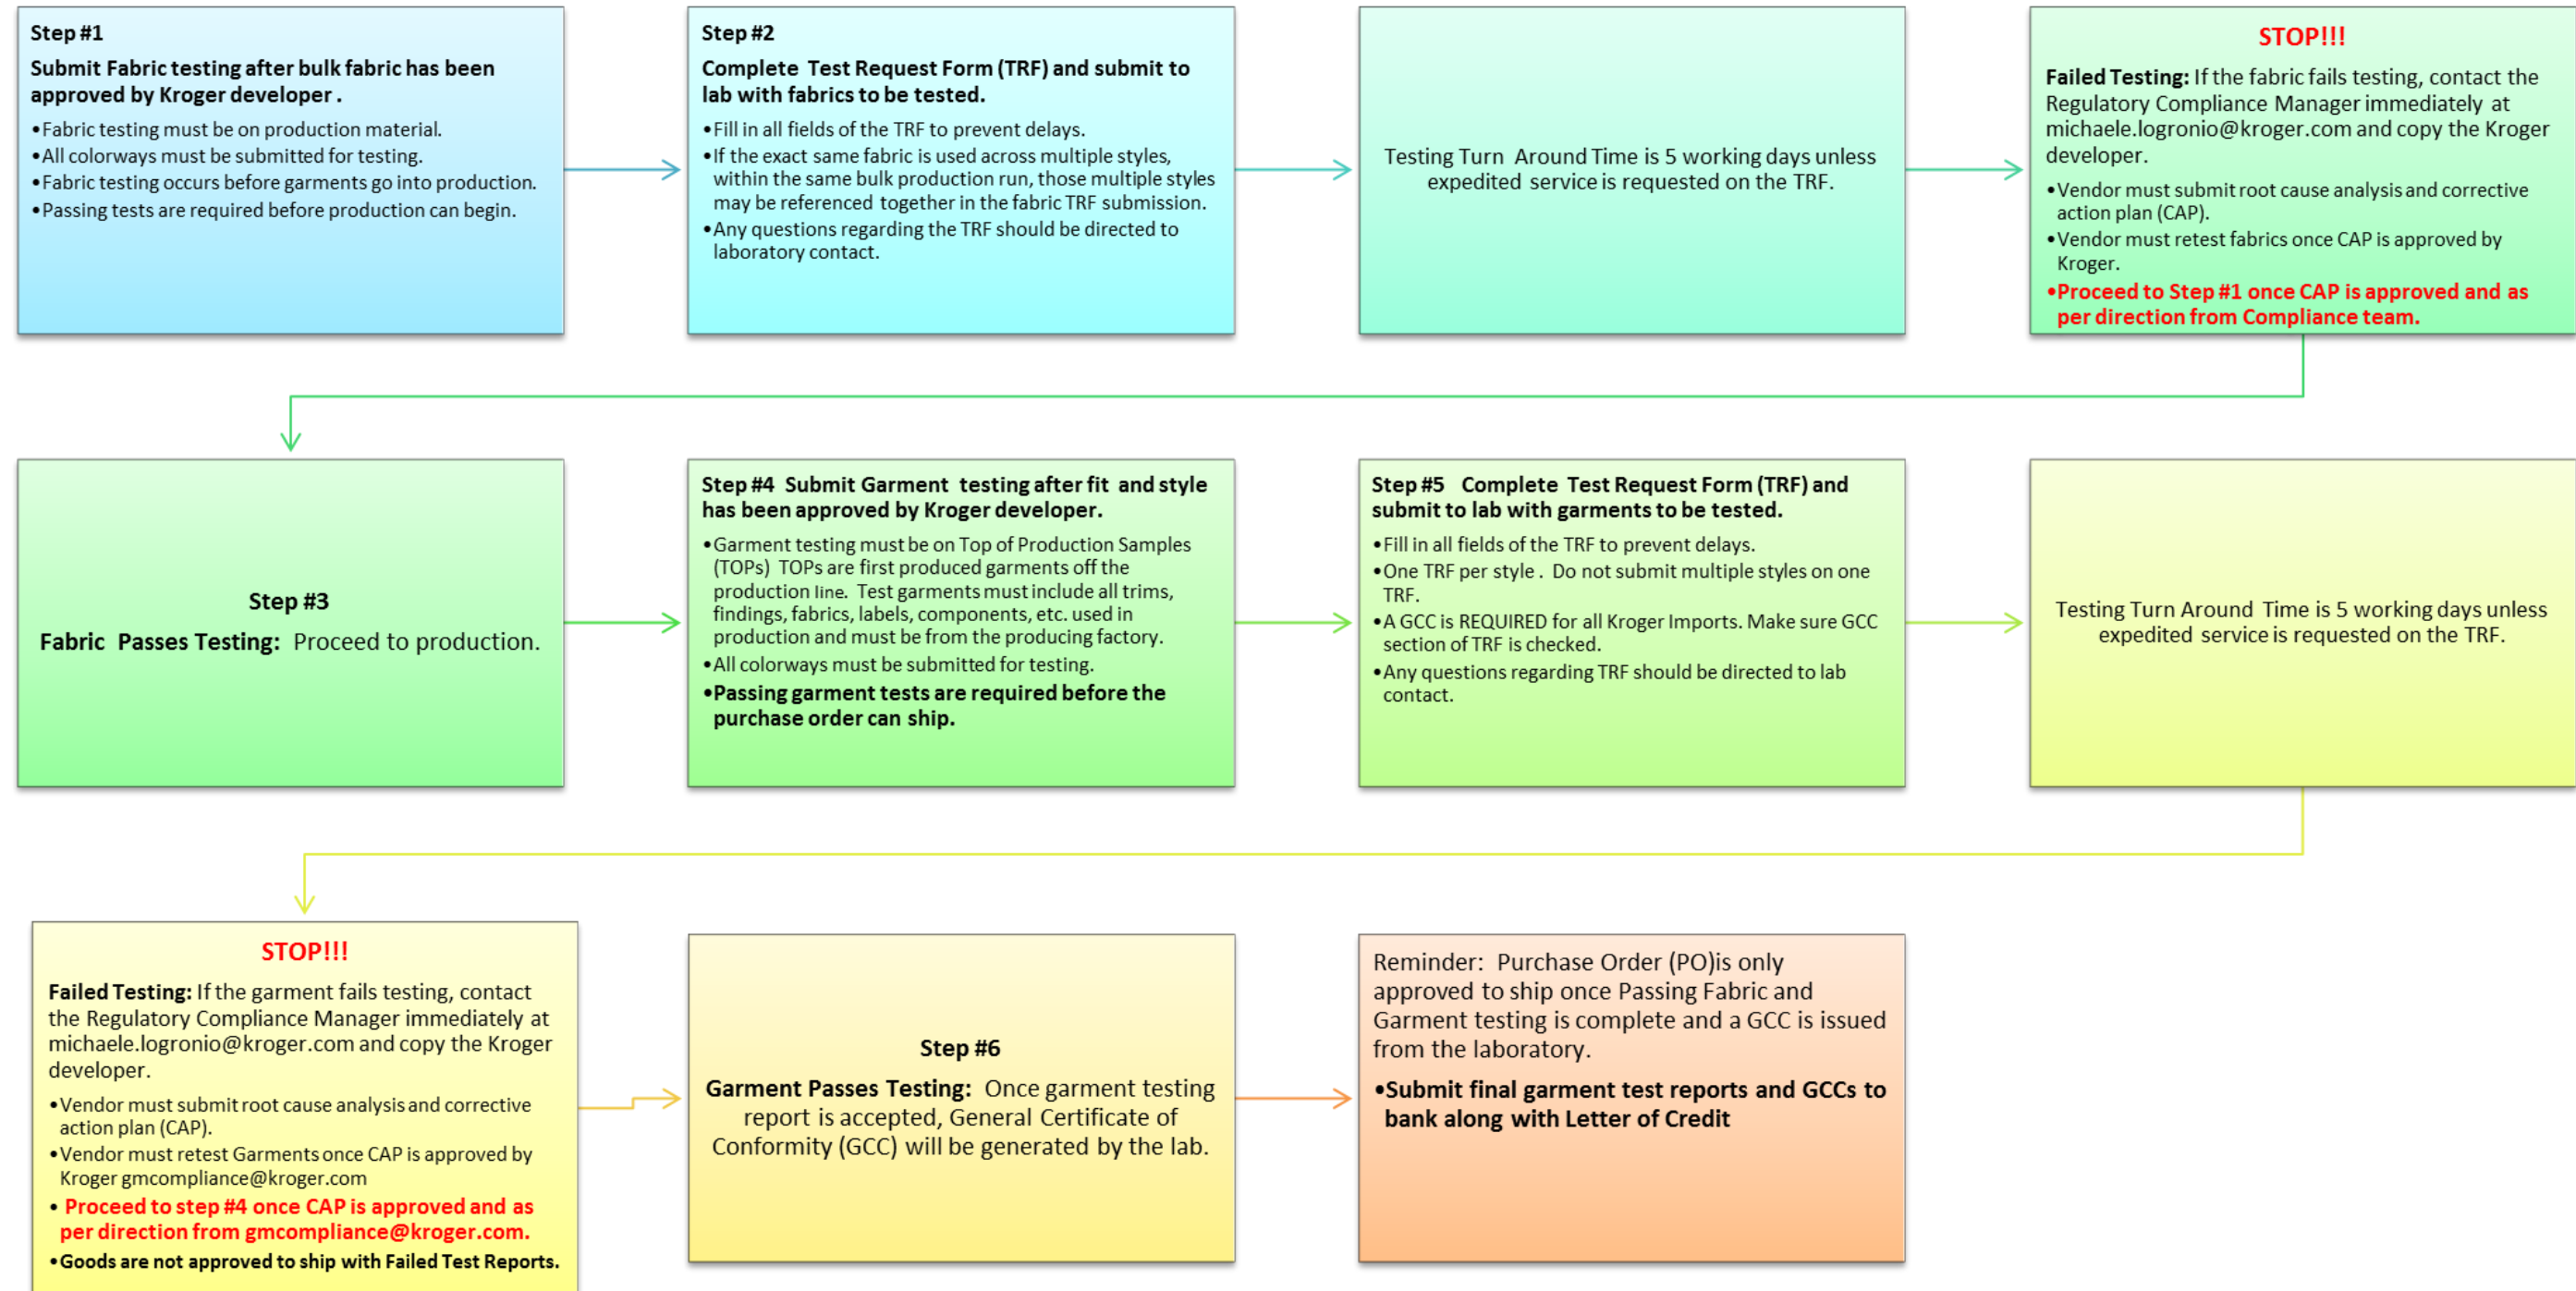 Step #1
Submit Fabric testing after bulk fabric has been
approved by Kroger developer .
•Fabric testing must be on production material.
•All colorways must be submitted for testing.
•Fabric testing occurs before garments go into production.
•Passing tests are required before production can begin.
Step #2
Complete Test Request Form (TRF) and submit to
lab with fabrics to be tested.
•Fill in all fields of the TRF to prevent delays.
•If the exact same fabric is used across multiple styles,
within the same bulk production run, those multiple styles
may be referenced together in the fabric TRF submission.
•Any questions regarding the TRF should be directed to
laboratory contact.
Testing Turn Around Time is 5 working days unless
expedited service is requested on the TRF.
STOP!!!
Failed Testing: If the fabric fails testing, contact the
Regulatory Compliance Manager immediately at
michaele.logronio@kroger.com and copy the Kroger
developer.
•Vendor must submit root cause analysis and corrective
action plan (CAP).
•Vendor must retest fabrics once CAP is approved by
Kroger.
•Proceed to Step #1 once CAP is approved and as
per direction from Compliance team.
Step #3
Fabric Passes Testing: Proceed to production.
Step #4 Submit Garment testing after fit and style
has been approved by Kroger developer.
•Garment testing must be on Top of Production Samples
(TOPs) TOPs are first produced garments off the
production line. Test garments must include all trims,
findings, fabrics, labels, components, etc. used in
production and must be from the producing factory.
•All colorways must be submitted for testing.
•Passing garment tests are required before the
purchase order can ship.
Step #5 Complete Test Request Form (TRF) and
submit to lab with garments to be tested.
•Fill in all fields of the TRF to prevent delays.
•One TRF per style . Do not submit multiple styles on one
TRF.
•A GCC is REQUIRED for all Kroger Imports. Make sure GCC
section of TRF is checked.
•Any questions regarding TRF should be directed to lab
contact.
Testing Turn Around Time is 5 working days unless
expedited service is requested on the TRF.
STOP!!!
Failed Testing: If the garment fails testing, contact
the Regulatory Compliance Manager immediately at
michaele.logronio@kroger.com and copy the Kroger
developer.
•Vendor must submit root cause analysis and corrective
action plan (CAP).
•Vendor must retest Garments once CAP is approved by
Kroger gmcompliance@kroger.com
• Proceed to step #4 once CAP is approved and as
per direction from gmcompliance@kroger.com.
•Goods are not approved to ship with Failed Test Reports.
Step #6
Garment Passes Testing: Once garment testing
report is accepted, General Certificate of
Conformity (GCC) will be generated by the lab.
Reminder: Purchase Order (PO)is only
approved to ship once Passing Fabric and
Garment testing is complete and a GCC is issued
from the laboratory.
•Submit final garment test reports and GCCs to
bank along with Letter of Credit